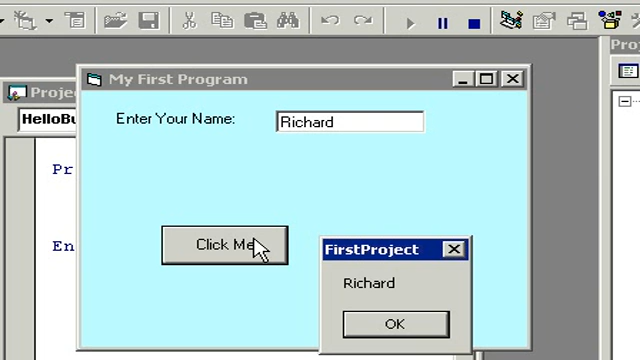 Proj
My First Program
Projec
HelloBu
Enter Your Name:
Richard
Pr
Click Me
En
FirstProject
Richard
OK